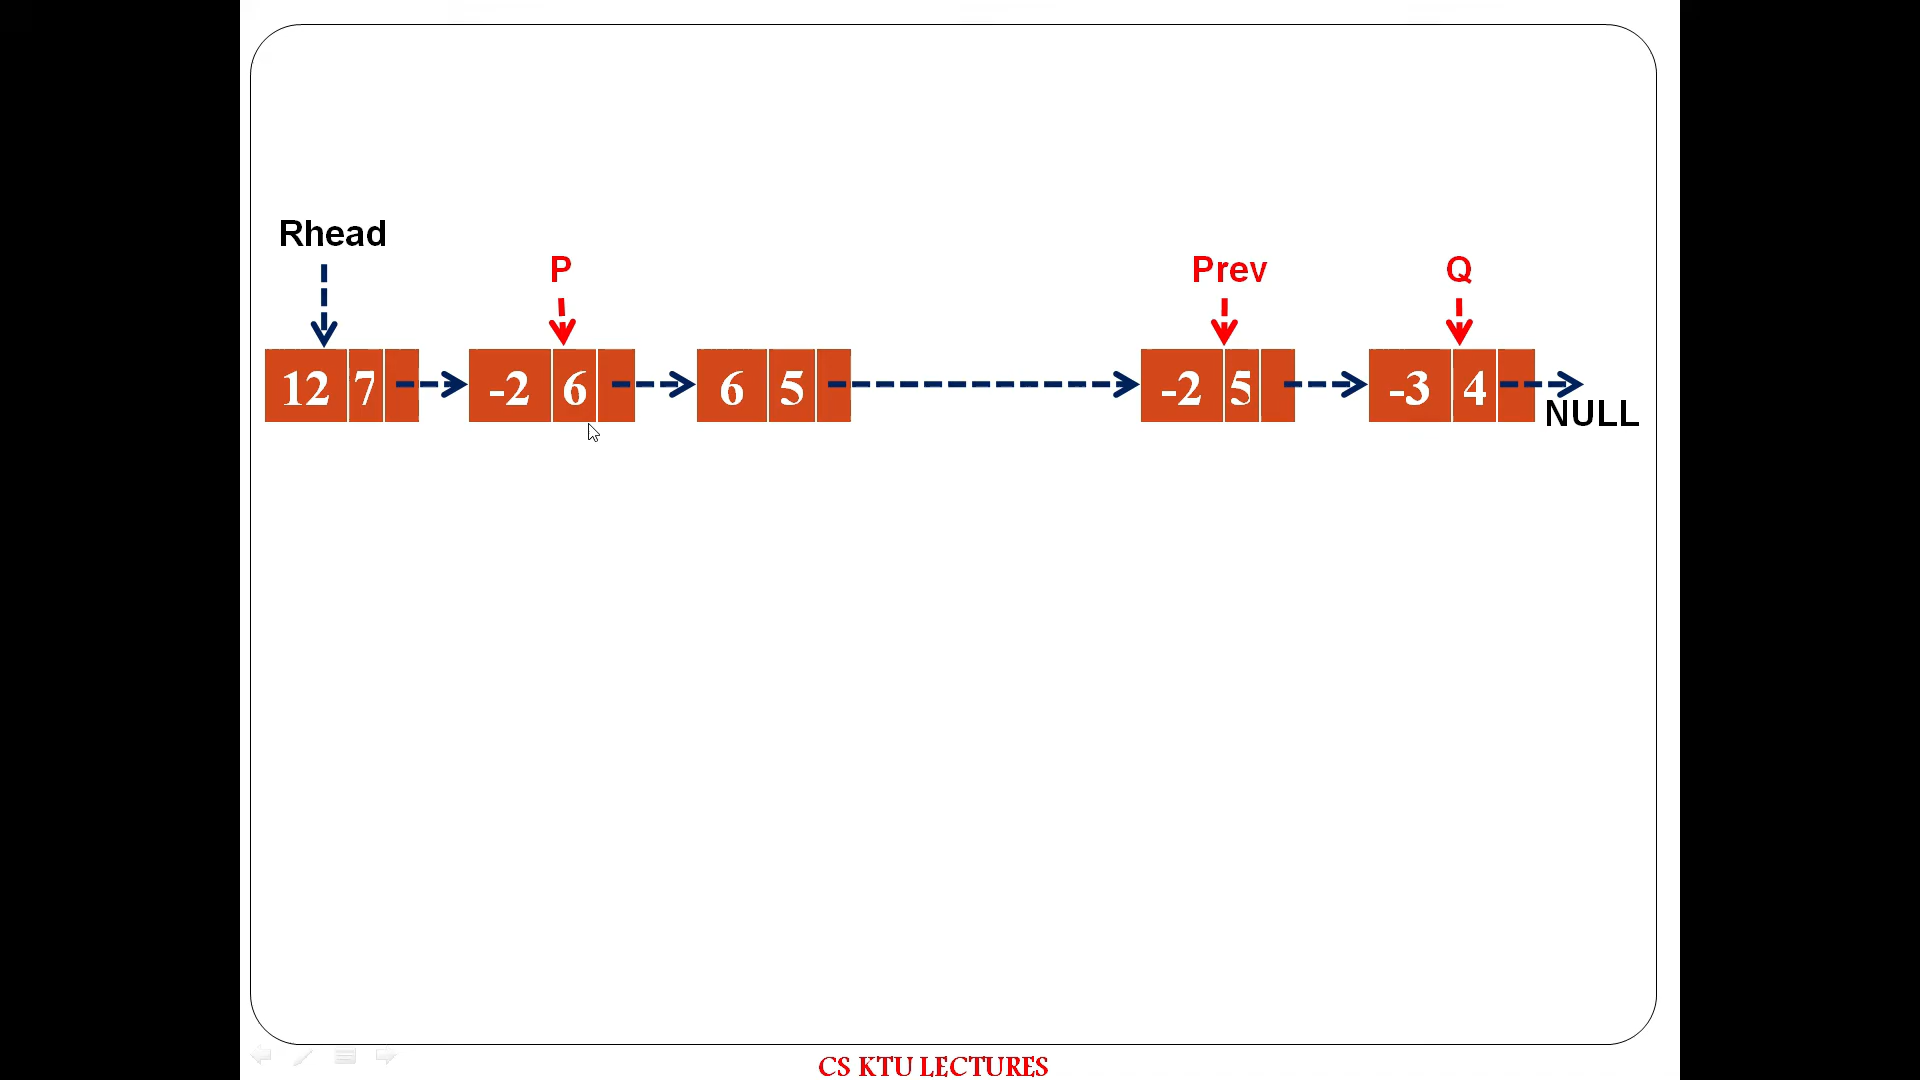 Rhead
P Prev Q
12 7 -2 6 6 5 -2 5 -3 4
NULL
CS KTU LECTURES